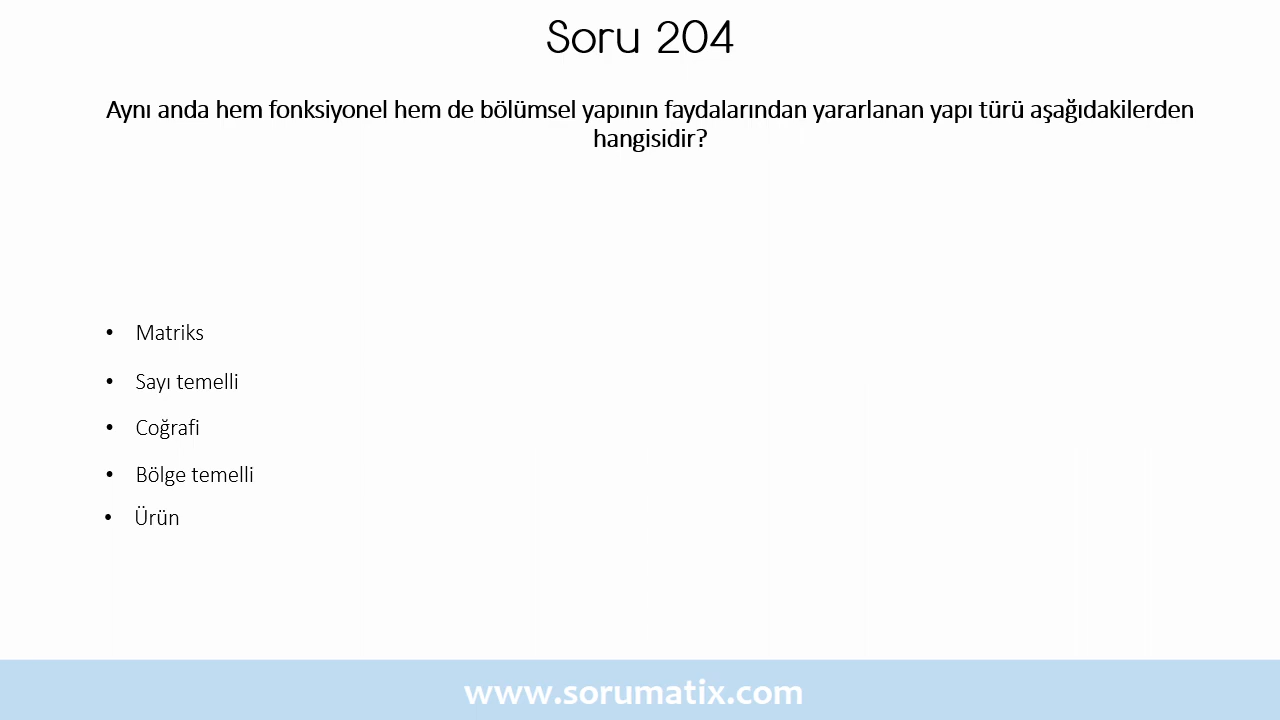 Soru 204
Aynı anda hem fonksiyonel hem de bölümsel yapının faydalarından yararlanan yapı türü aşağıdakilerden
hangisidir?
• Matriks
• Sayı temelli
• Coğrafi
• Bölge temelli
• Ürün
www.sorumatix.com